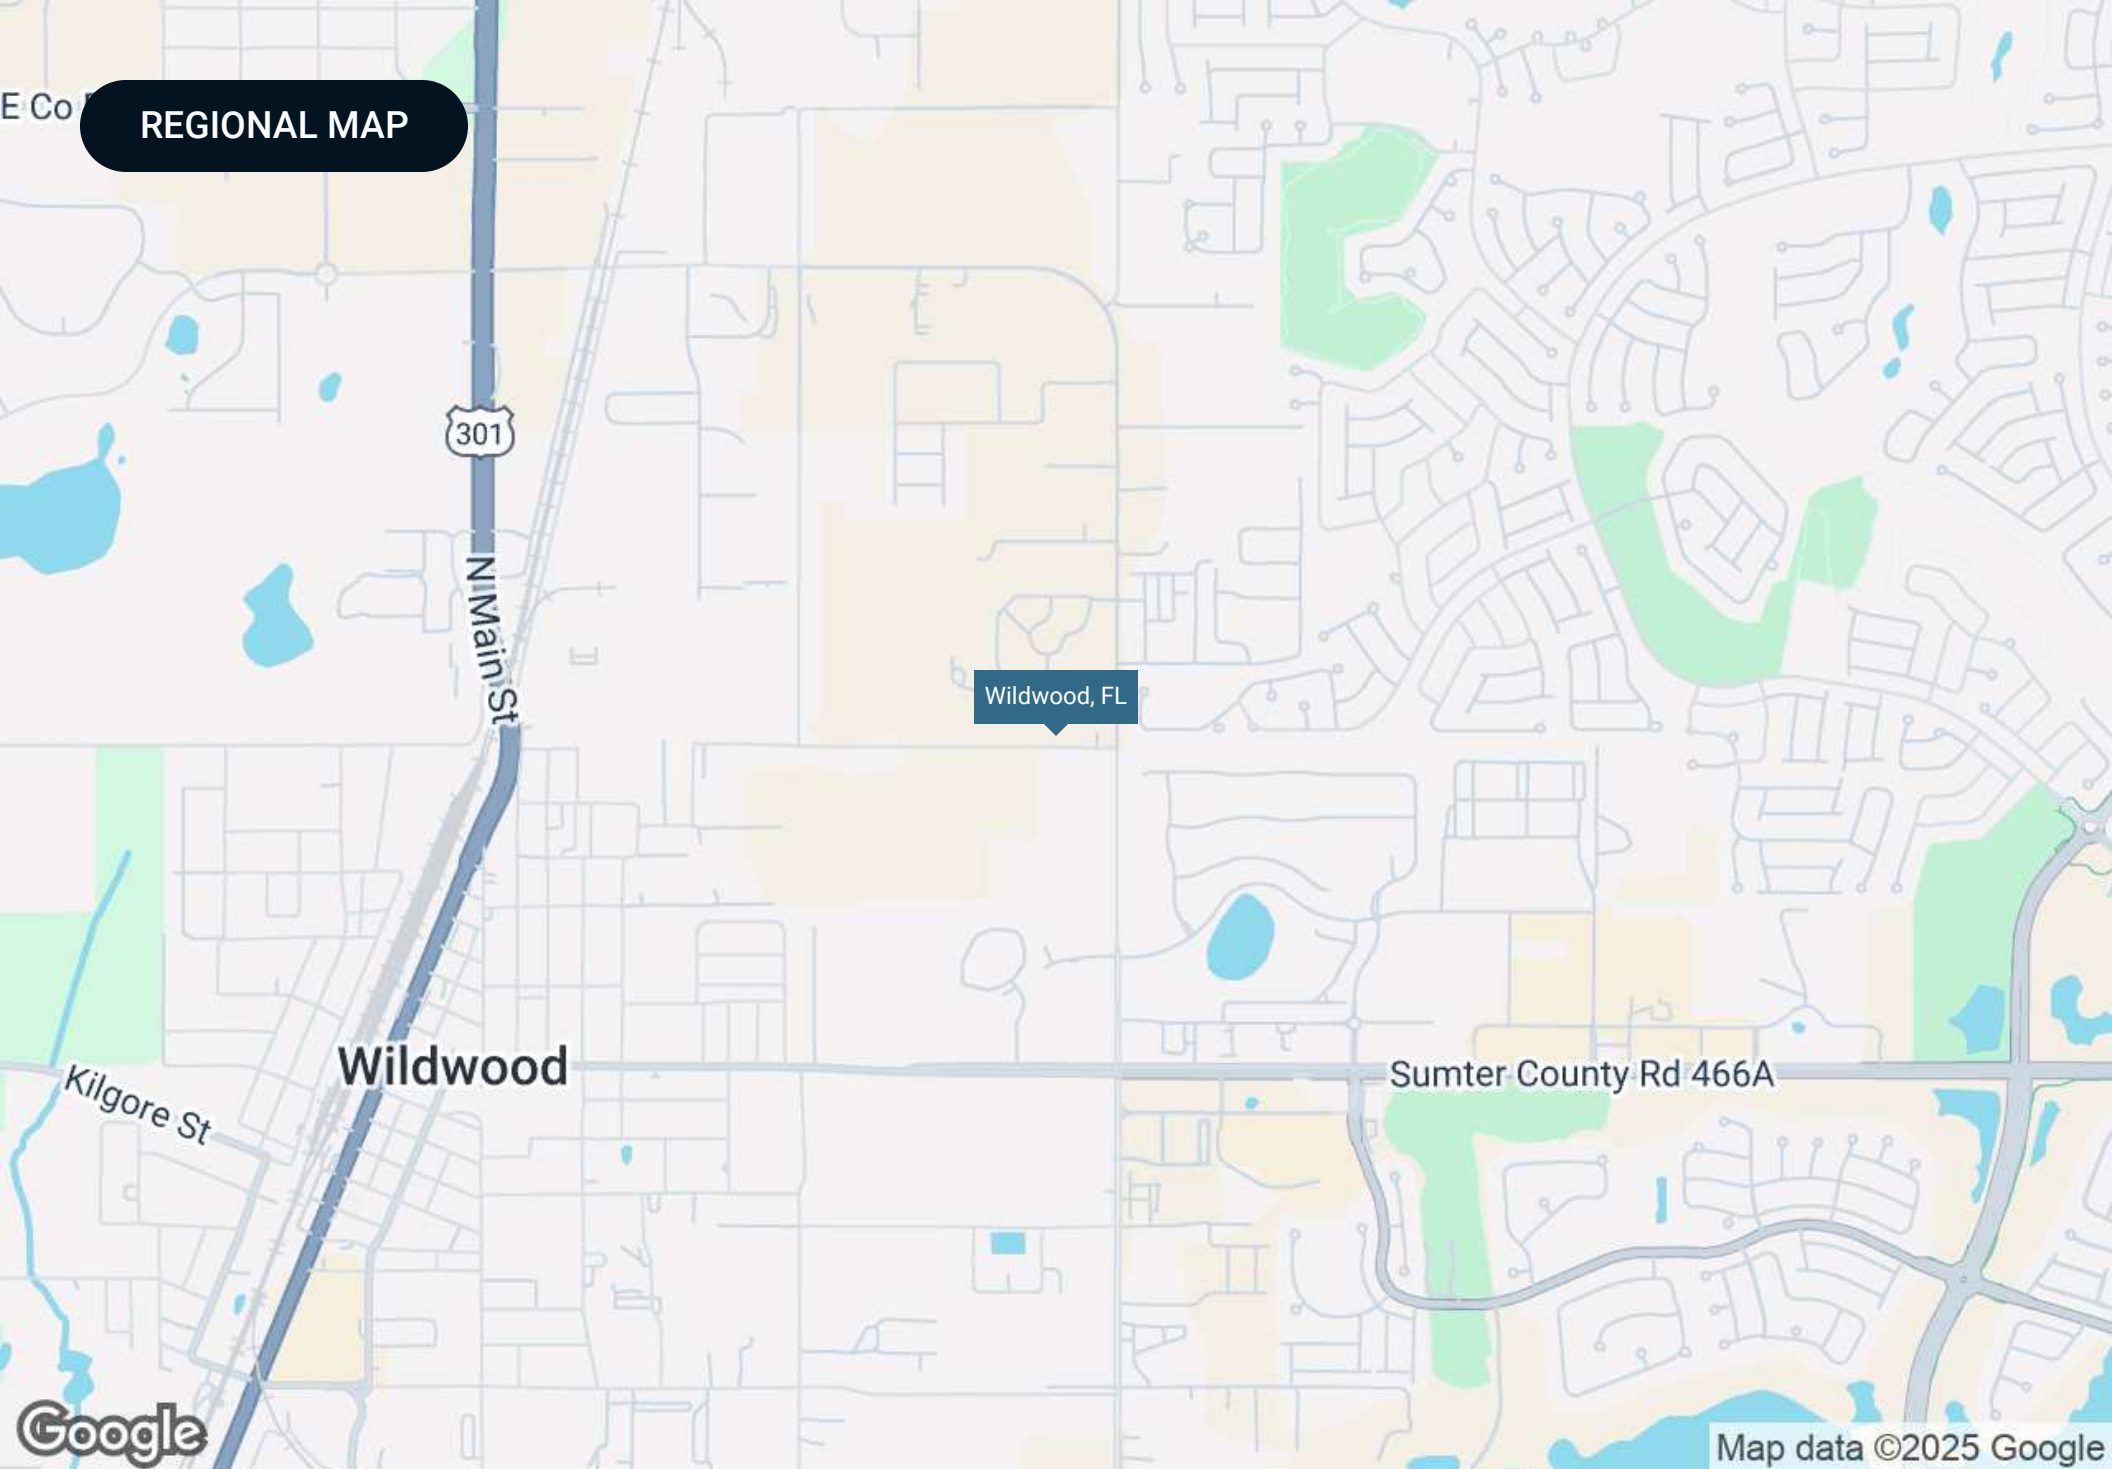 E Co
REGIONAL MAP
301
N Main St
Wildwood, FL
Wildwood
Sumter County Rd 466A
Kilgore St
Google
Map data ©2025 Google